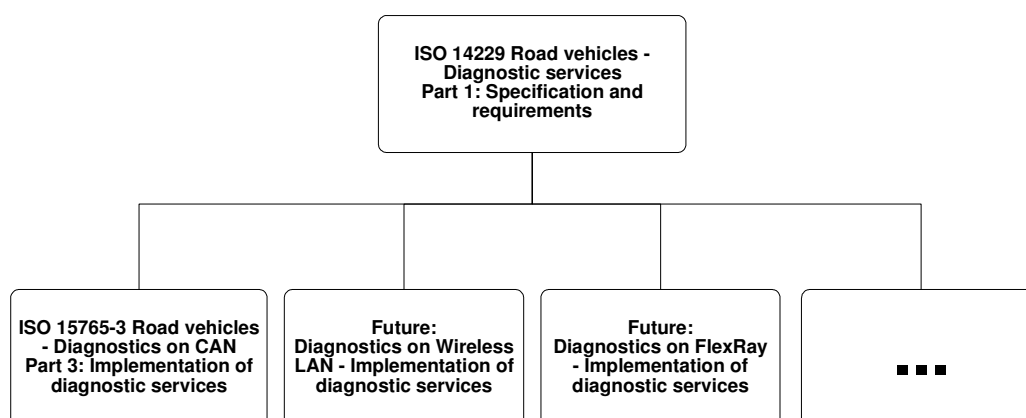 ISO 14229 Road vehicles -
Diagnostic services
Part 1: Specification and
requirements
ISO 15765-3 Road vehicles
- Diagnostics on CAN
Part 3: Implementation of
diagnostic services
Future:
Diagnostics on Wireless
LAN - Implementation of
diagnostic services
Future:
Diagnostics on FlexRay
- Implementation of
diagnostic services
...